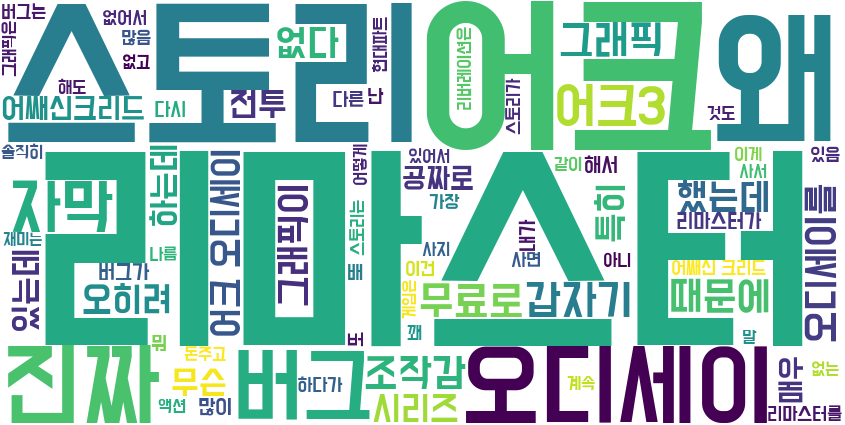 스토리
어크
왜
리마스터
진짜
버그
오디세이
버그는
그래픽은
없어서
많음
없고
해도
없다
현대파트
리버레이션은
그래픽
어쌔신크리드
다시
전투
다른
난
스토리가
어크3
것도
솔직히
자막
하는데
어크 오디세이
그래픽이
어떻게
있어서
공짜로
가장
같이
해서
특히
했는데
이게
사서
있음
리마스터가
를
오디세이를
재미는
있는데
나름
버그가
오히려
스토리는
배
사지
이건
내가
사면
아니
어쌔신 크리드
게임은
무료로
갑자기
때문에
또
꽤
말
뭐
돈주고
무슨
하다가
조작감
시리즈
계속
액션
많이
없는
리마스터를